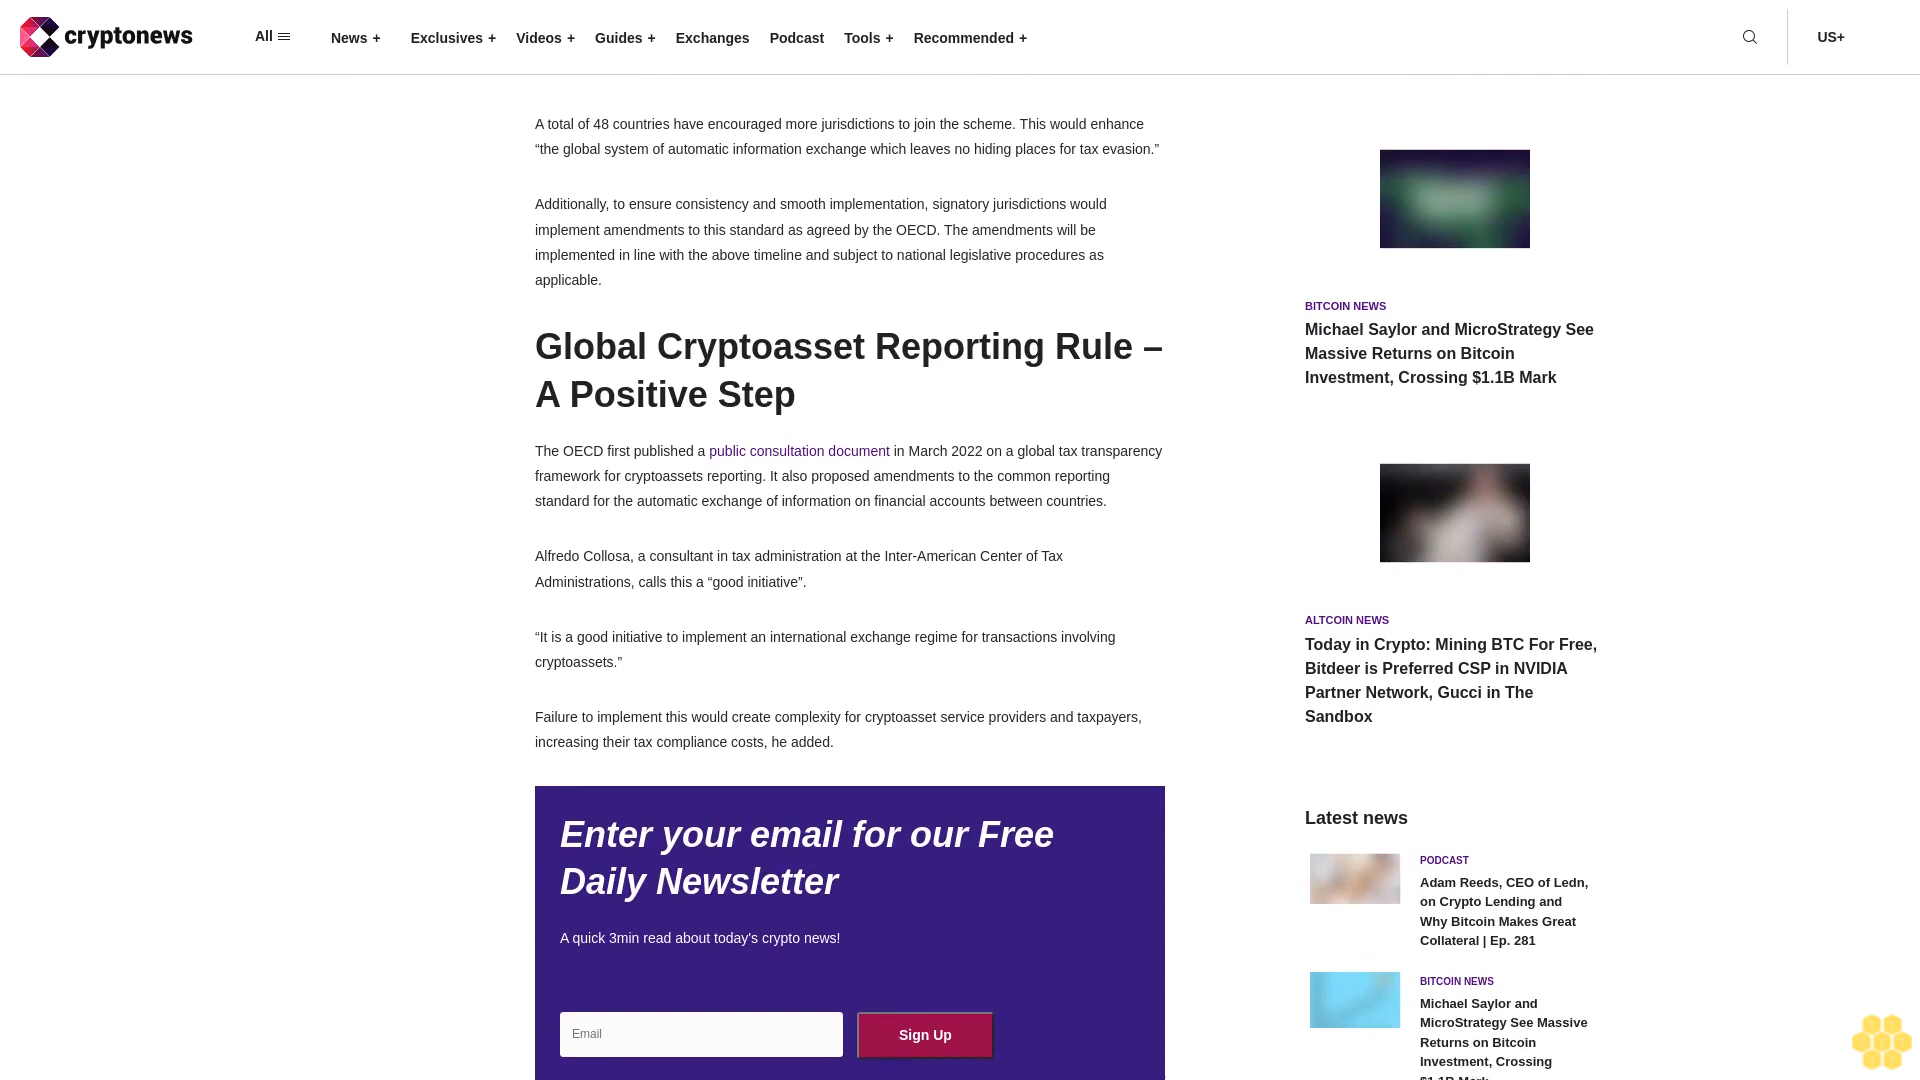 cryptonews
All
News +
Exclusives +
Videos +
Guides +
Exchanges
Podcast
Tools +
Recommended +
US+
A total of 48 countries have encouraged more jurisdictions to join the scheme. This would enhance
“the global system of automatic information exchange which leaves no hiding places for tax evasion.”
Additionally, to ensure consistency and smooth implementation, signatory jurisdictions would
implement amendments to this standard as agreed by the OECD. The amendments will be
implemented in line with the above timeline and subject to national legislative procedures as
applicable.
Global Cryptoasset Reporting Rule –
A Positive Step
The OECD first published a public consultation document in March 2022 on a global tax transparency
framework for cryptoassets reporting. It also proposed amendments to the common reporting
standard for the automatic exchange of information on financial accounts between countries.
Alfredo Collosa, a consultant in tax administration at the Inter-American Center of Tax
Administrations, calls this a “good initiative”.
“It is a good initiative to implement an international exchange regime for transactions involving
cryptoassets.”
Failure to implement this would create complexity for cryptoasset service providers and taxpayers,
increasing their tax compliance costs, he added.
Enter your email for our Free
Daily Newsletter
A quick 3min read about today's crypto news!
Email
Sign Up
BITCOIN NEWS
Michael Saylor and MicroStrategy See
Massive Returns on Bitcoin
Investment, Crossing $1.1B Mark
ALTCOIN NEWS
Today in Crypto: Mining BTC For Free,
Bitdeer is Preferred CSP in NVIDIA
Partner Network, Gucci in The
Sandbox
Latest news
PODCAST
Adam Reeds, CEO of Ledn,
on Crypto Lending and
Why Bitcoin Makes Great
Collateral | Ep. 281
BITCOIN NEWS
Michael Saylor and
MicroStrategy See Massive
Returns on Bitcoin
Investment, Crossing
$1.1B Mark